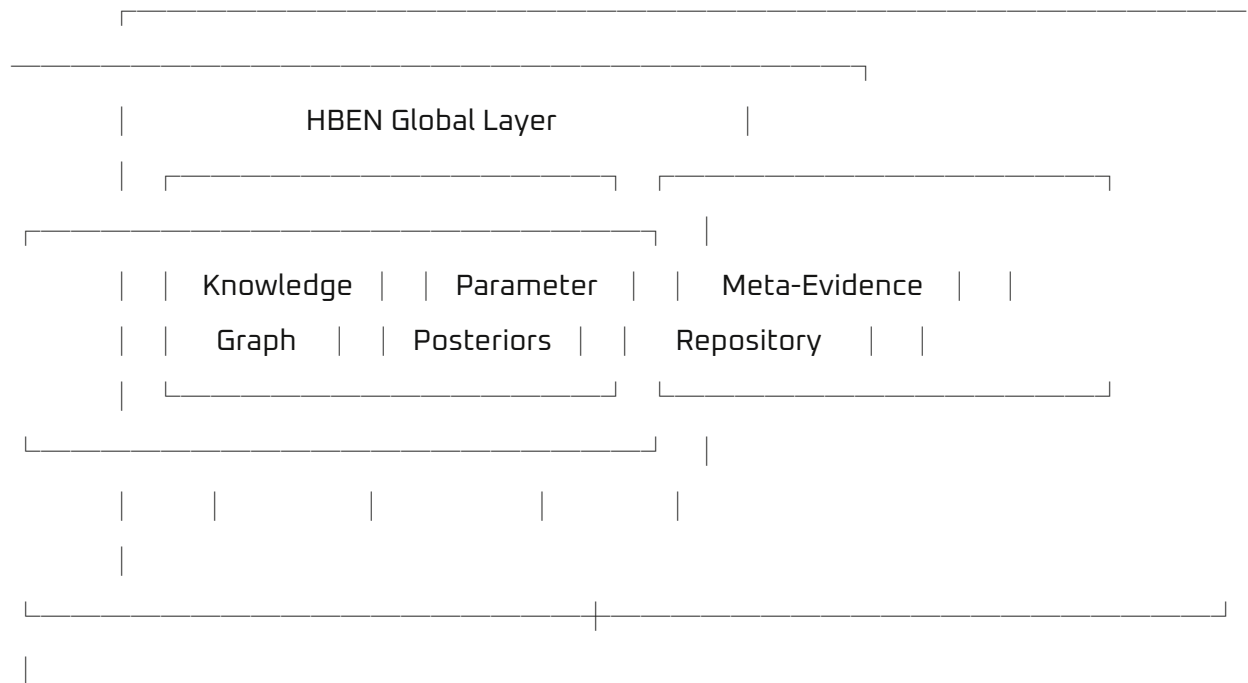 HBEN Global Layer
Knowledge Parameter Meta-Evidence
Graph Posteriors Repository